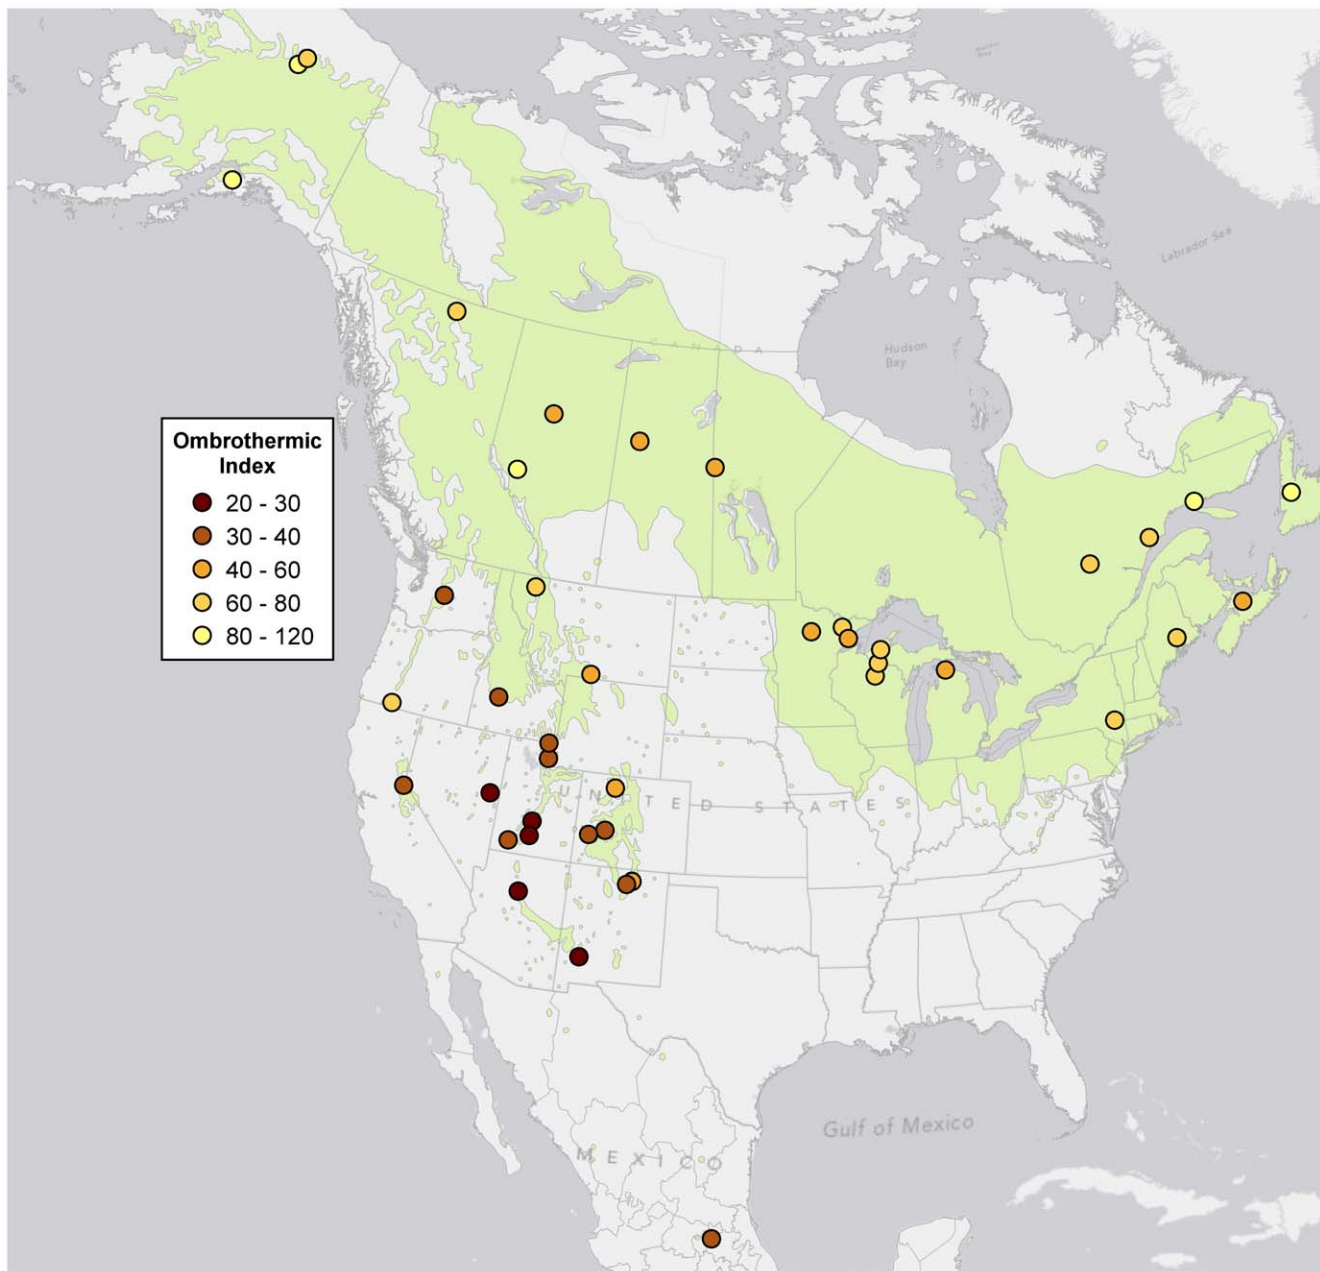 Sea
Labrador Sea
CANADA
Hudson
Bay
Ombrothermic
Index
20 - 30
30 - 40
40 - 60
60 - 80
80 - 120
UNITED STATES
Gulf of Mexico
MEXICO